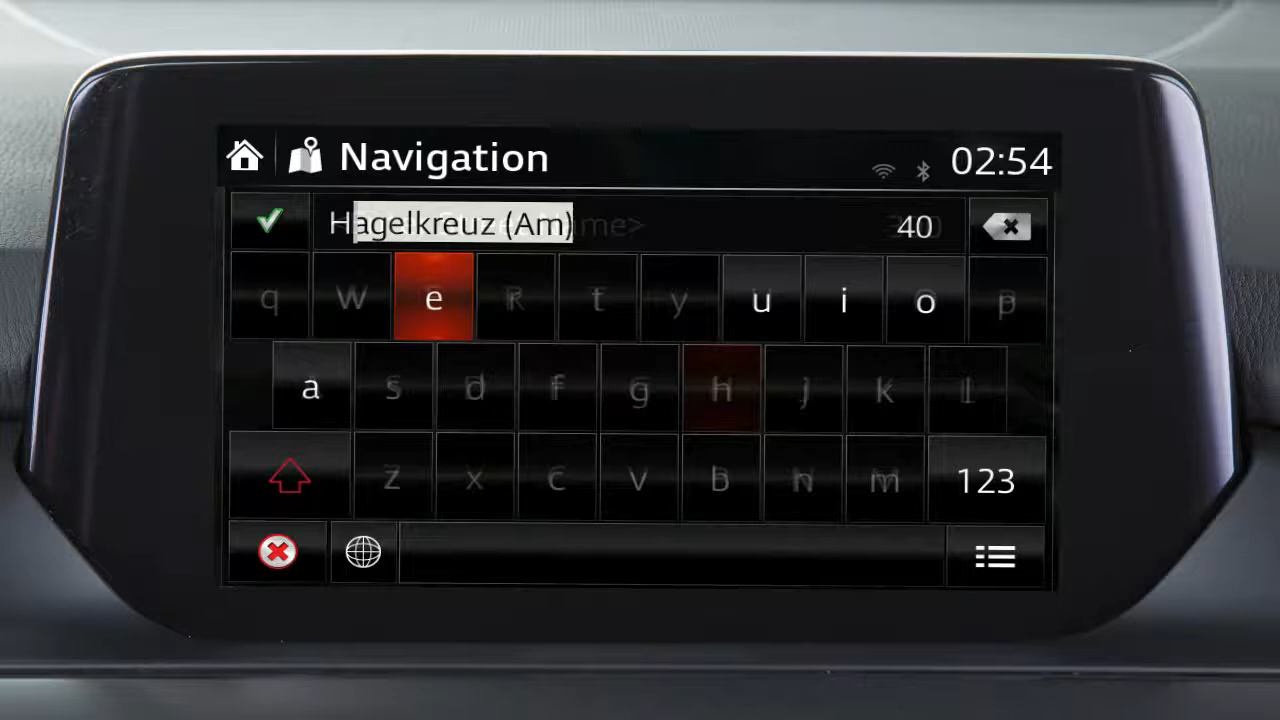 Navigation 02:54
Hagelkreuz (Am) 40
q w e t y u i o p
a s d f g h j k l
z x c v b n m 123